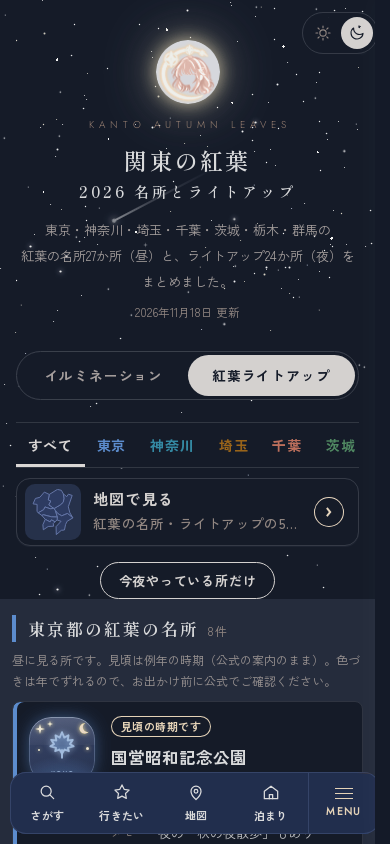 KANTO AUTUMN LEAVES
関東の紅葉
2026 名所とライトアップ
東京・神奈川・埼玉・千葉・茨城・栃木・群馬の
紅葉の名所27か所（昼）と、ライトアップ24か所（夜）を
まとめました。
2026年11月18日 更新
イルミネーション 紅葉ライトアップ
すべて 東京 神奈川 埼玉 千葉 茨城
地図で見る
紅葉の名所・ライトアップの5…
今夜やっている所だけ
東京都の紅葉の名所 8件
昼に見る所です。見頃は例年の時期（公式の案内のまま）。色づ
きは年でずれるので、お出かけ前に公式でご確認ください。
見頃の時期です
国営昭和記念公園
さがす 行きたい 地図 泊まり MENU